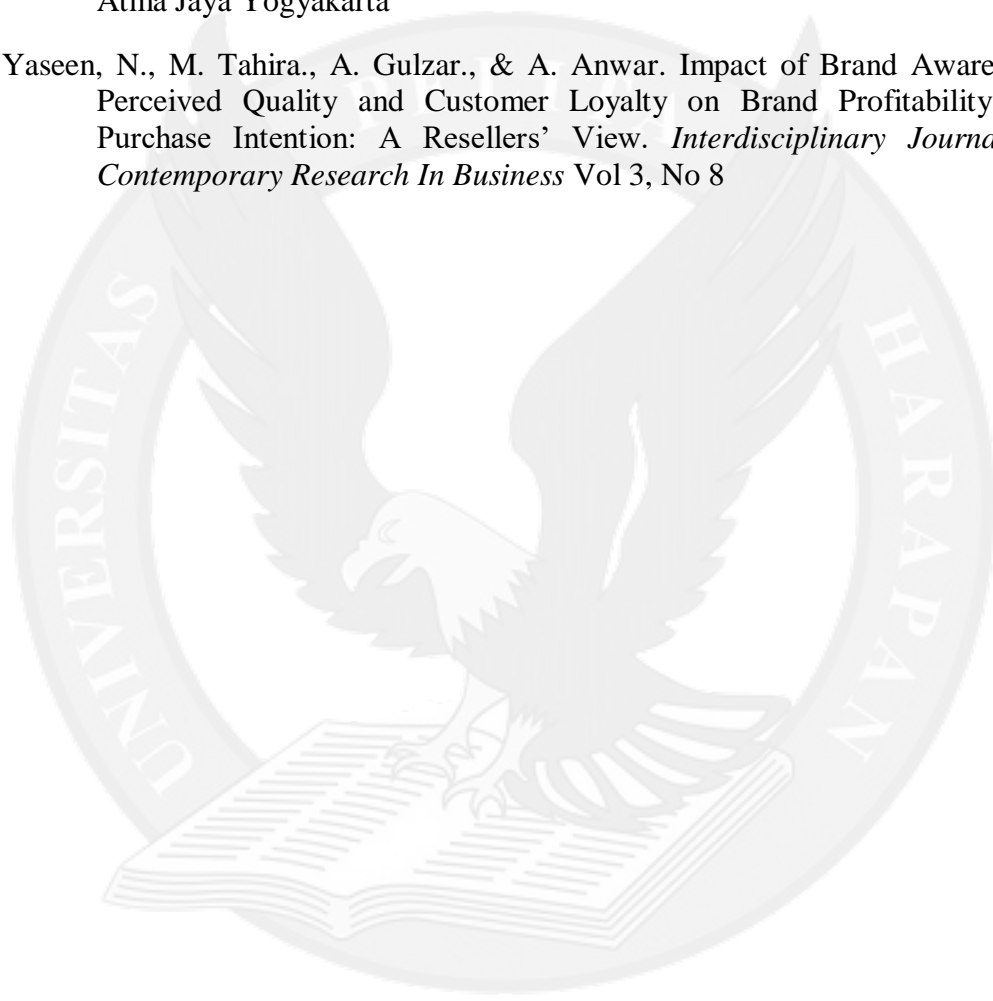 Atma Jaya Yogyakarta
Yaseen, N., M. Tahira., A. Gulzar., & A. Anwar. Impact of Brand Aware
Perceived Quality and Customer Loyalty on Brand Profitability
Purchase Intention: A Resellers’ View. Interdisciplinary Journa
Contemporary Research In Business Vol 3, No 8
UNIVERSITAS
HARAPAN